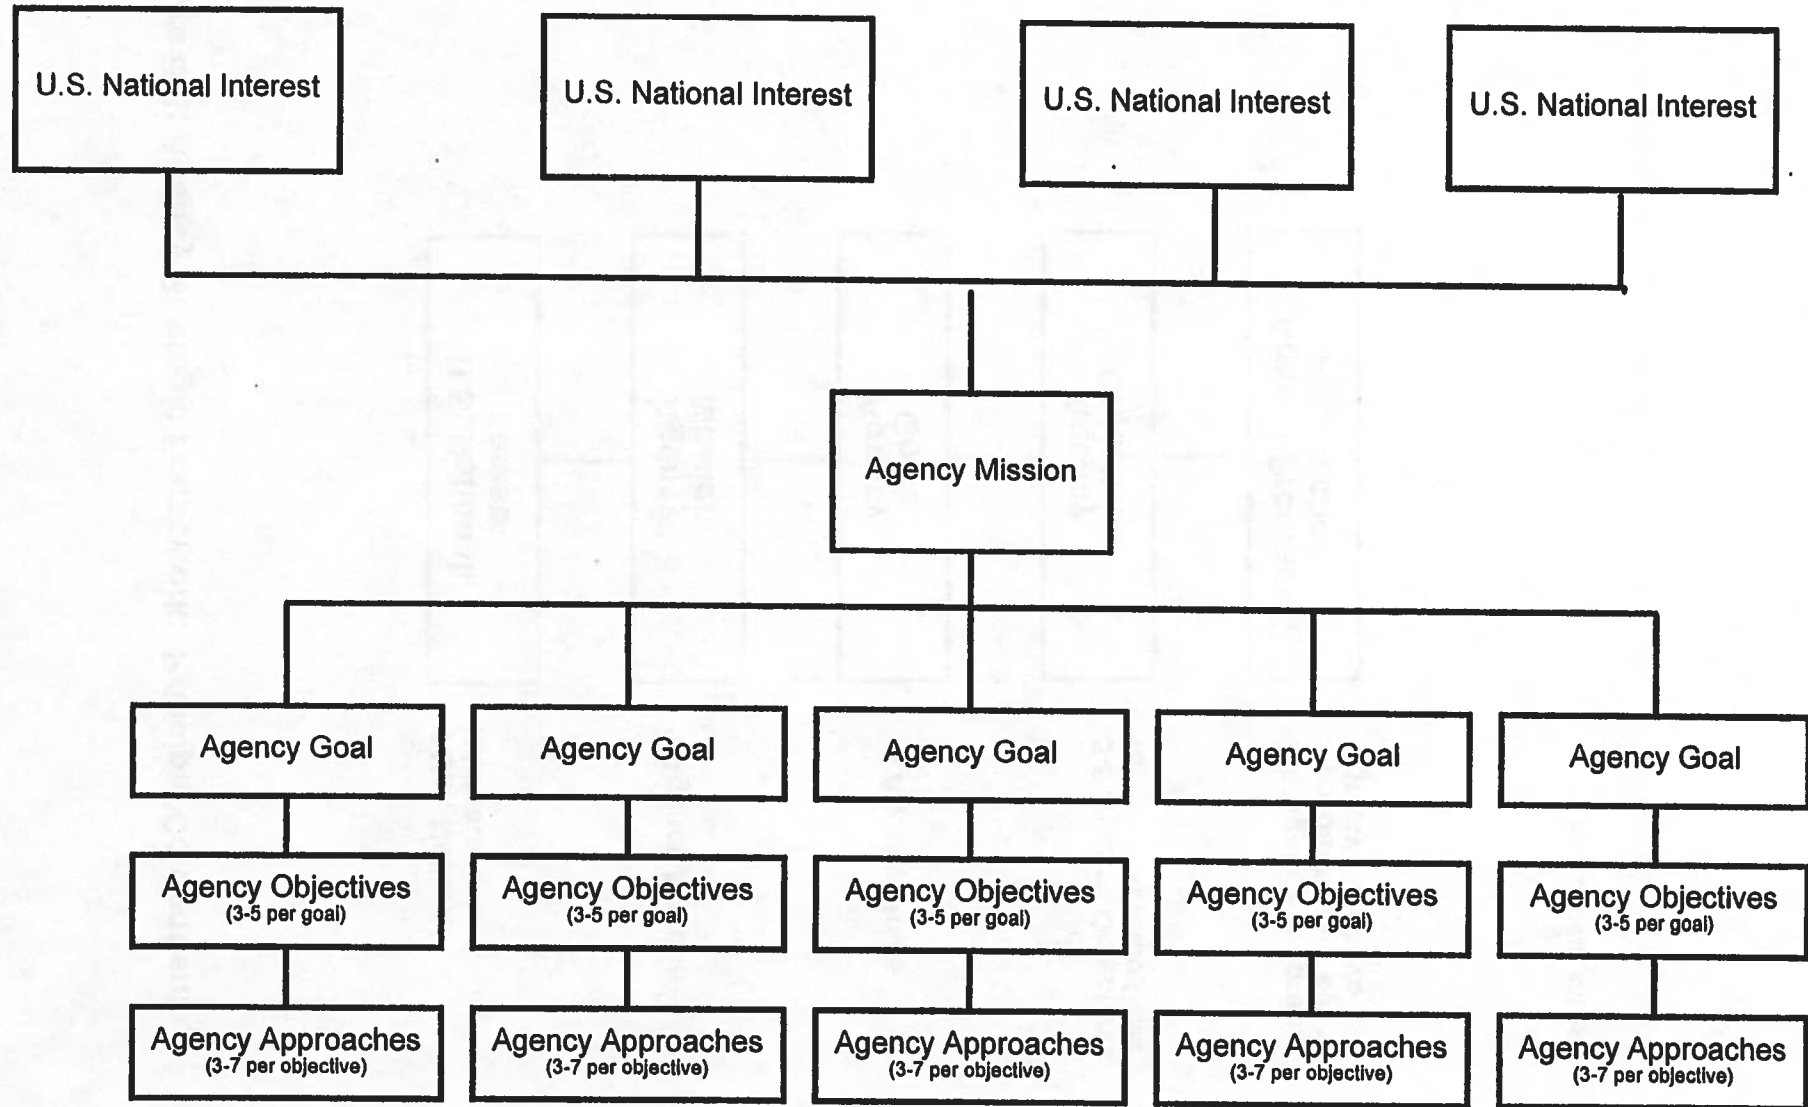 U.S. National Interest
U.S. National Interest
U.S. National Interest
U.S. National Interest
Agency Mission
Agency Goal
Agency Goal
Agency Goal
Agency Goal
Agency Goal
Agency Objectives
(3-5 per goal)
Agency Objectives
(3-5 per goal)
Agency Objectives
(3-5 per goal)
Agency Objectives
(3-5 per goal)
Agency Objectives
(3-5 per goal)
Agency Approaches
(3-7 per objective)
Agency Approaches
(3-7 per objective)
Agency Approaches
(3-7 per objective)
Agency Approaches
(3-7 per objective)
Agency Approaches
(3-7 per objective)